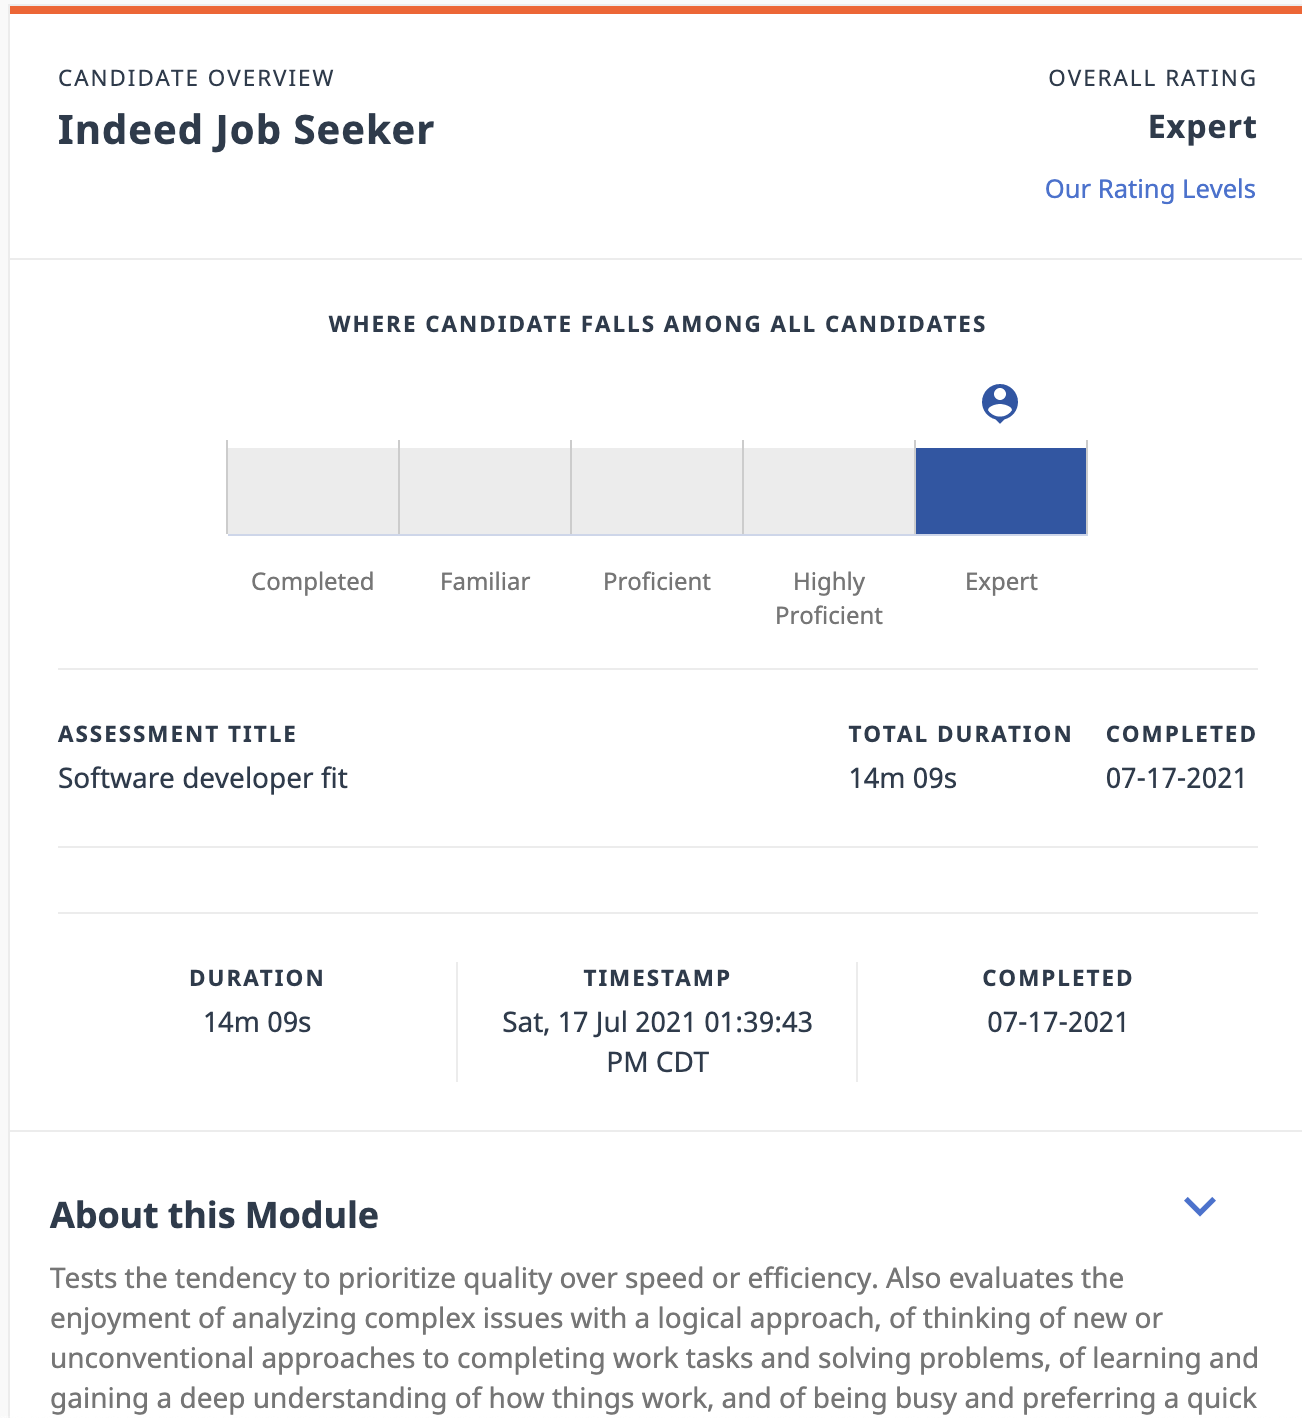 CANDIDATE OVERVIEW
Indeed Job Seeker
OVERALL RATING
Expert
Our Rating Levels
WHERE CANDIDATE FALLS AMONG ALL CANDIDATES
Completed
Familiar
Proficient
Highly
Proficient
Expert
ASSESSMENT TITLE
Software developer fit
TOTAL DURATION
14m 09s
COMPLETED
07-17-2021
DURATION
14m 09s
TIMESTAMP
Sat, 17 Jul 2021 01:39:43
PM CDT
COMPLETED
07-17-2021
About this Module
Tests the tendency to prioritize quality over speed or efficiency. Also evaluates the
enjoyment of analyzing complex issues with a logical approach, of thinking of new or
unconventional approaches to completing work tasks and solving problems, of learning and
gaining a deep understanding of how things work, and of being busy and preferring a quick